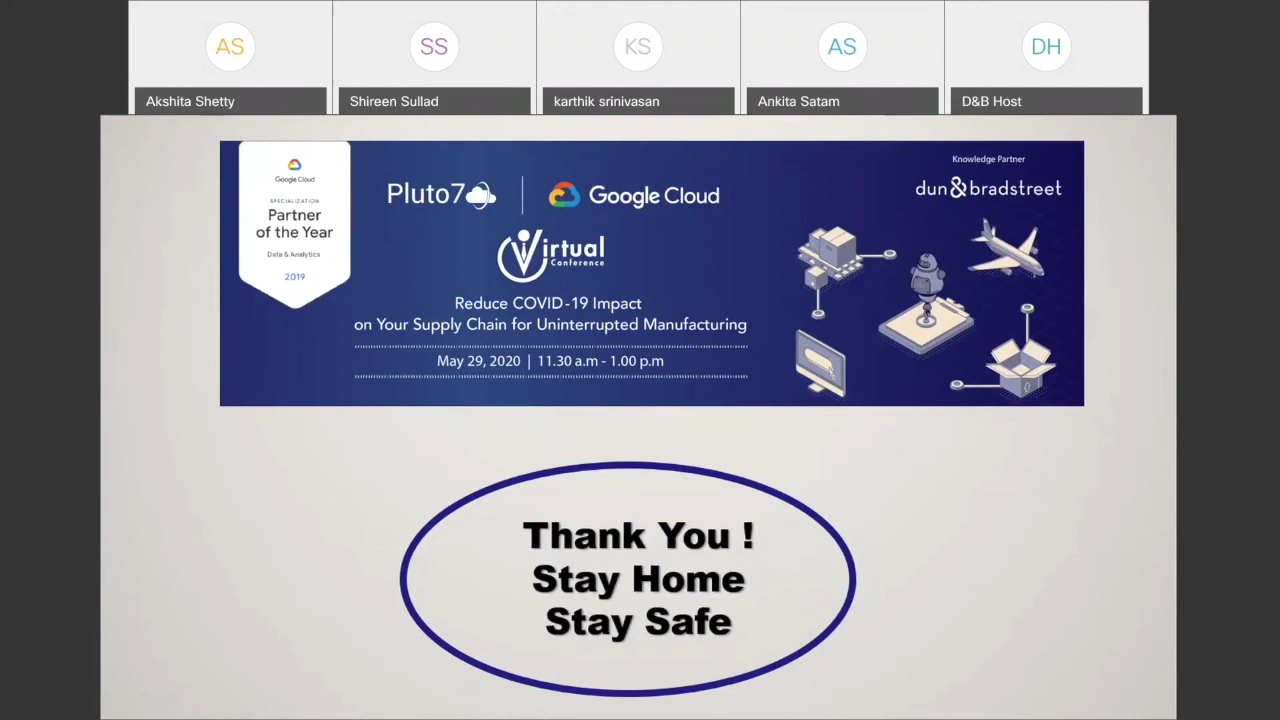 AS
SS
KS
AS
DH
Akshita Shetty
Shireen Sullad
karthik srinivasan
Ankita Satam
D&B Host
Google Cloud
SPECIALIZATION
Partner
of the Year
Data & Analytics
2019
Pluto7
Google Cloud
Virtual
Conference
Reduce COVID-19 Impact
on Your Supply Chain for Uninterrupted Manufacturing
May 29, 2020 | 11.30 a.m - 1.00 p.m
Knowledge Partner
dun & bradstreet
Thank You !
Stay Home
Stay Safe